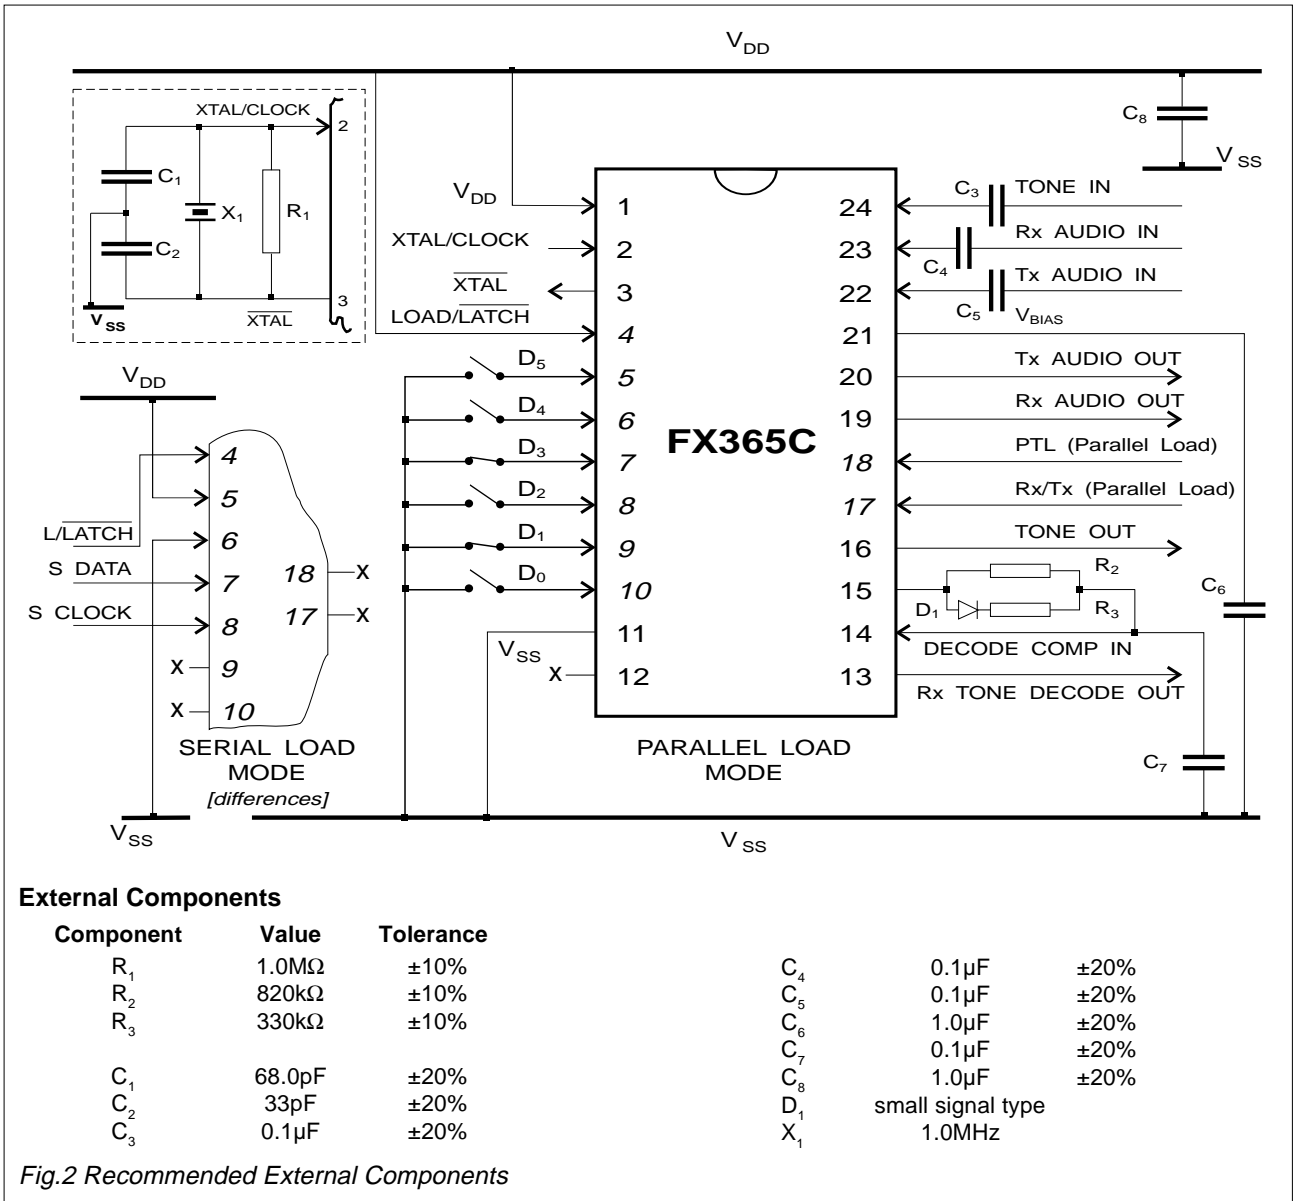 V DD
C8
V SS
XTAL/CLOCK
2
C1
X1
R1
C2
3
VSS
XTAL
VDD
XTAL/CLOCK
XTAL
LOAD/LATCH
D5
D4
D3
D2
D1
D0
VSS
X
1
2
3
4
5
6
7
8
9
10
11
12
FX365C
24
23
22
21
20
19
18
17
16
15
14
13
C3 TONE IN
Rx AUDIO IN
C4
Tx AUDIO IN
C5
VBIAS
Tx AUDIO OUT
Rx AUDIO OUT
PTL (Parallel Load)
Rx/Tx (Parallel Load)
TONE OUT
R2
D1
R3
C6
DECODE COMP IN
Rx TONE DECODE OUT
C7
VDD
L/LATCH
S DATA
S CLOCK
X
X
4
5
6
7
8
9
10
18 X
17 X
SERIAL LOAD
MODE
[differences]
PARALLEL LOAD
MODE
VSS
V SS
External Components
Component Value Tolerance
R1 1.0MΩ ±10%
R2 820kΩ ±10%
R3 330kΩ ±10%
C1 68.0pF ±20%
C2 33pF ±20%
C3 0.1µF ±20%
C4 0.1µF ±20%
C5 0.1µF ±20%
C6 1.0µF ±20%
C7 0.1µF ±20%
C8 1.0µF ±20%
D1 small signal type
X1 1.0MHz
Fig.2 Recommended External Components